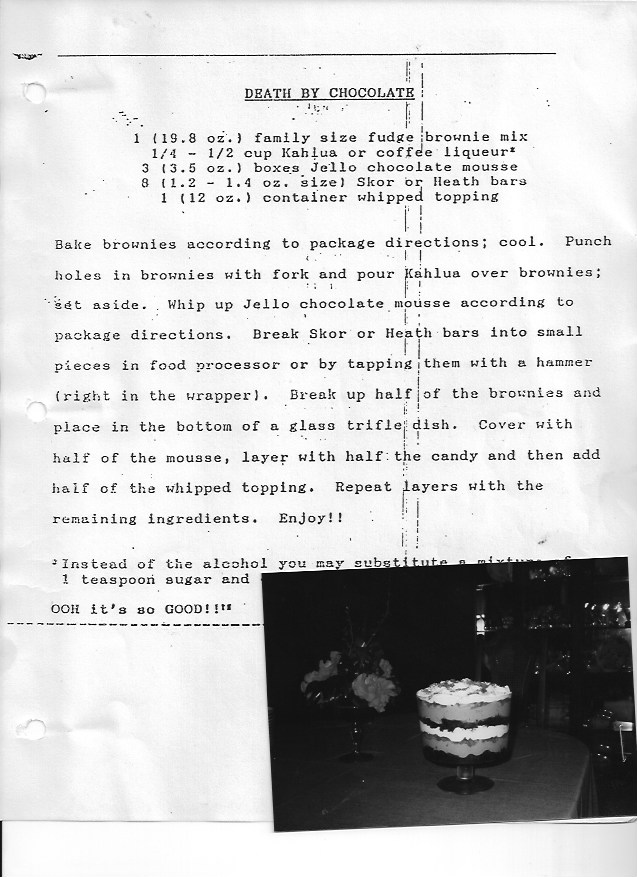 DEATH BY CHOCOLATE
1 (19.8 oz.) family size fudge brownie mix
1/4 - 1/2 cup Kahlua or coffee liqueur*
3 (3.5 oz.) boxes Jello chocolate mousse
8 (1.2 - 1.4 oz. size) Skor or Heath bars
1 (12 oz.) container whipped topping
Bake brownies according to package directions; cool. Punch
holes in brownies with fork and pour Kahlua over brownies;
set aside. Whip up Jello chocolate mousse according to
package directions. Break Skor or Heath bars into small
pieces in food processor or by tapping them with a hammer
(right in the wrapper). Break up half of the brownies and
place in the bottom of a glass trifle dish. Cover with
half of the mousse, layer with half the candy and then add
half of the whipped topping. Repeat layers with the
remaining ingredients. Enjoy!!
*Instead of the alcohol you may substitute a mixture of
1 teaspoon sugar and
OOH it's so GOOD!!"